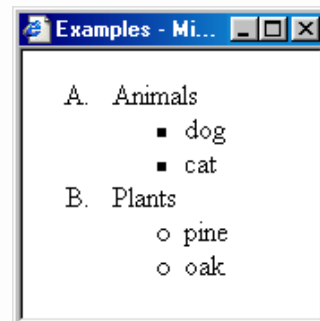 Examples - Mi...
A. Animals
■ dog
■ cat
B. Plants
○ pine
○ oak